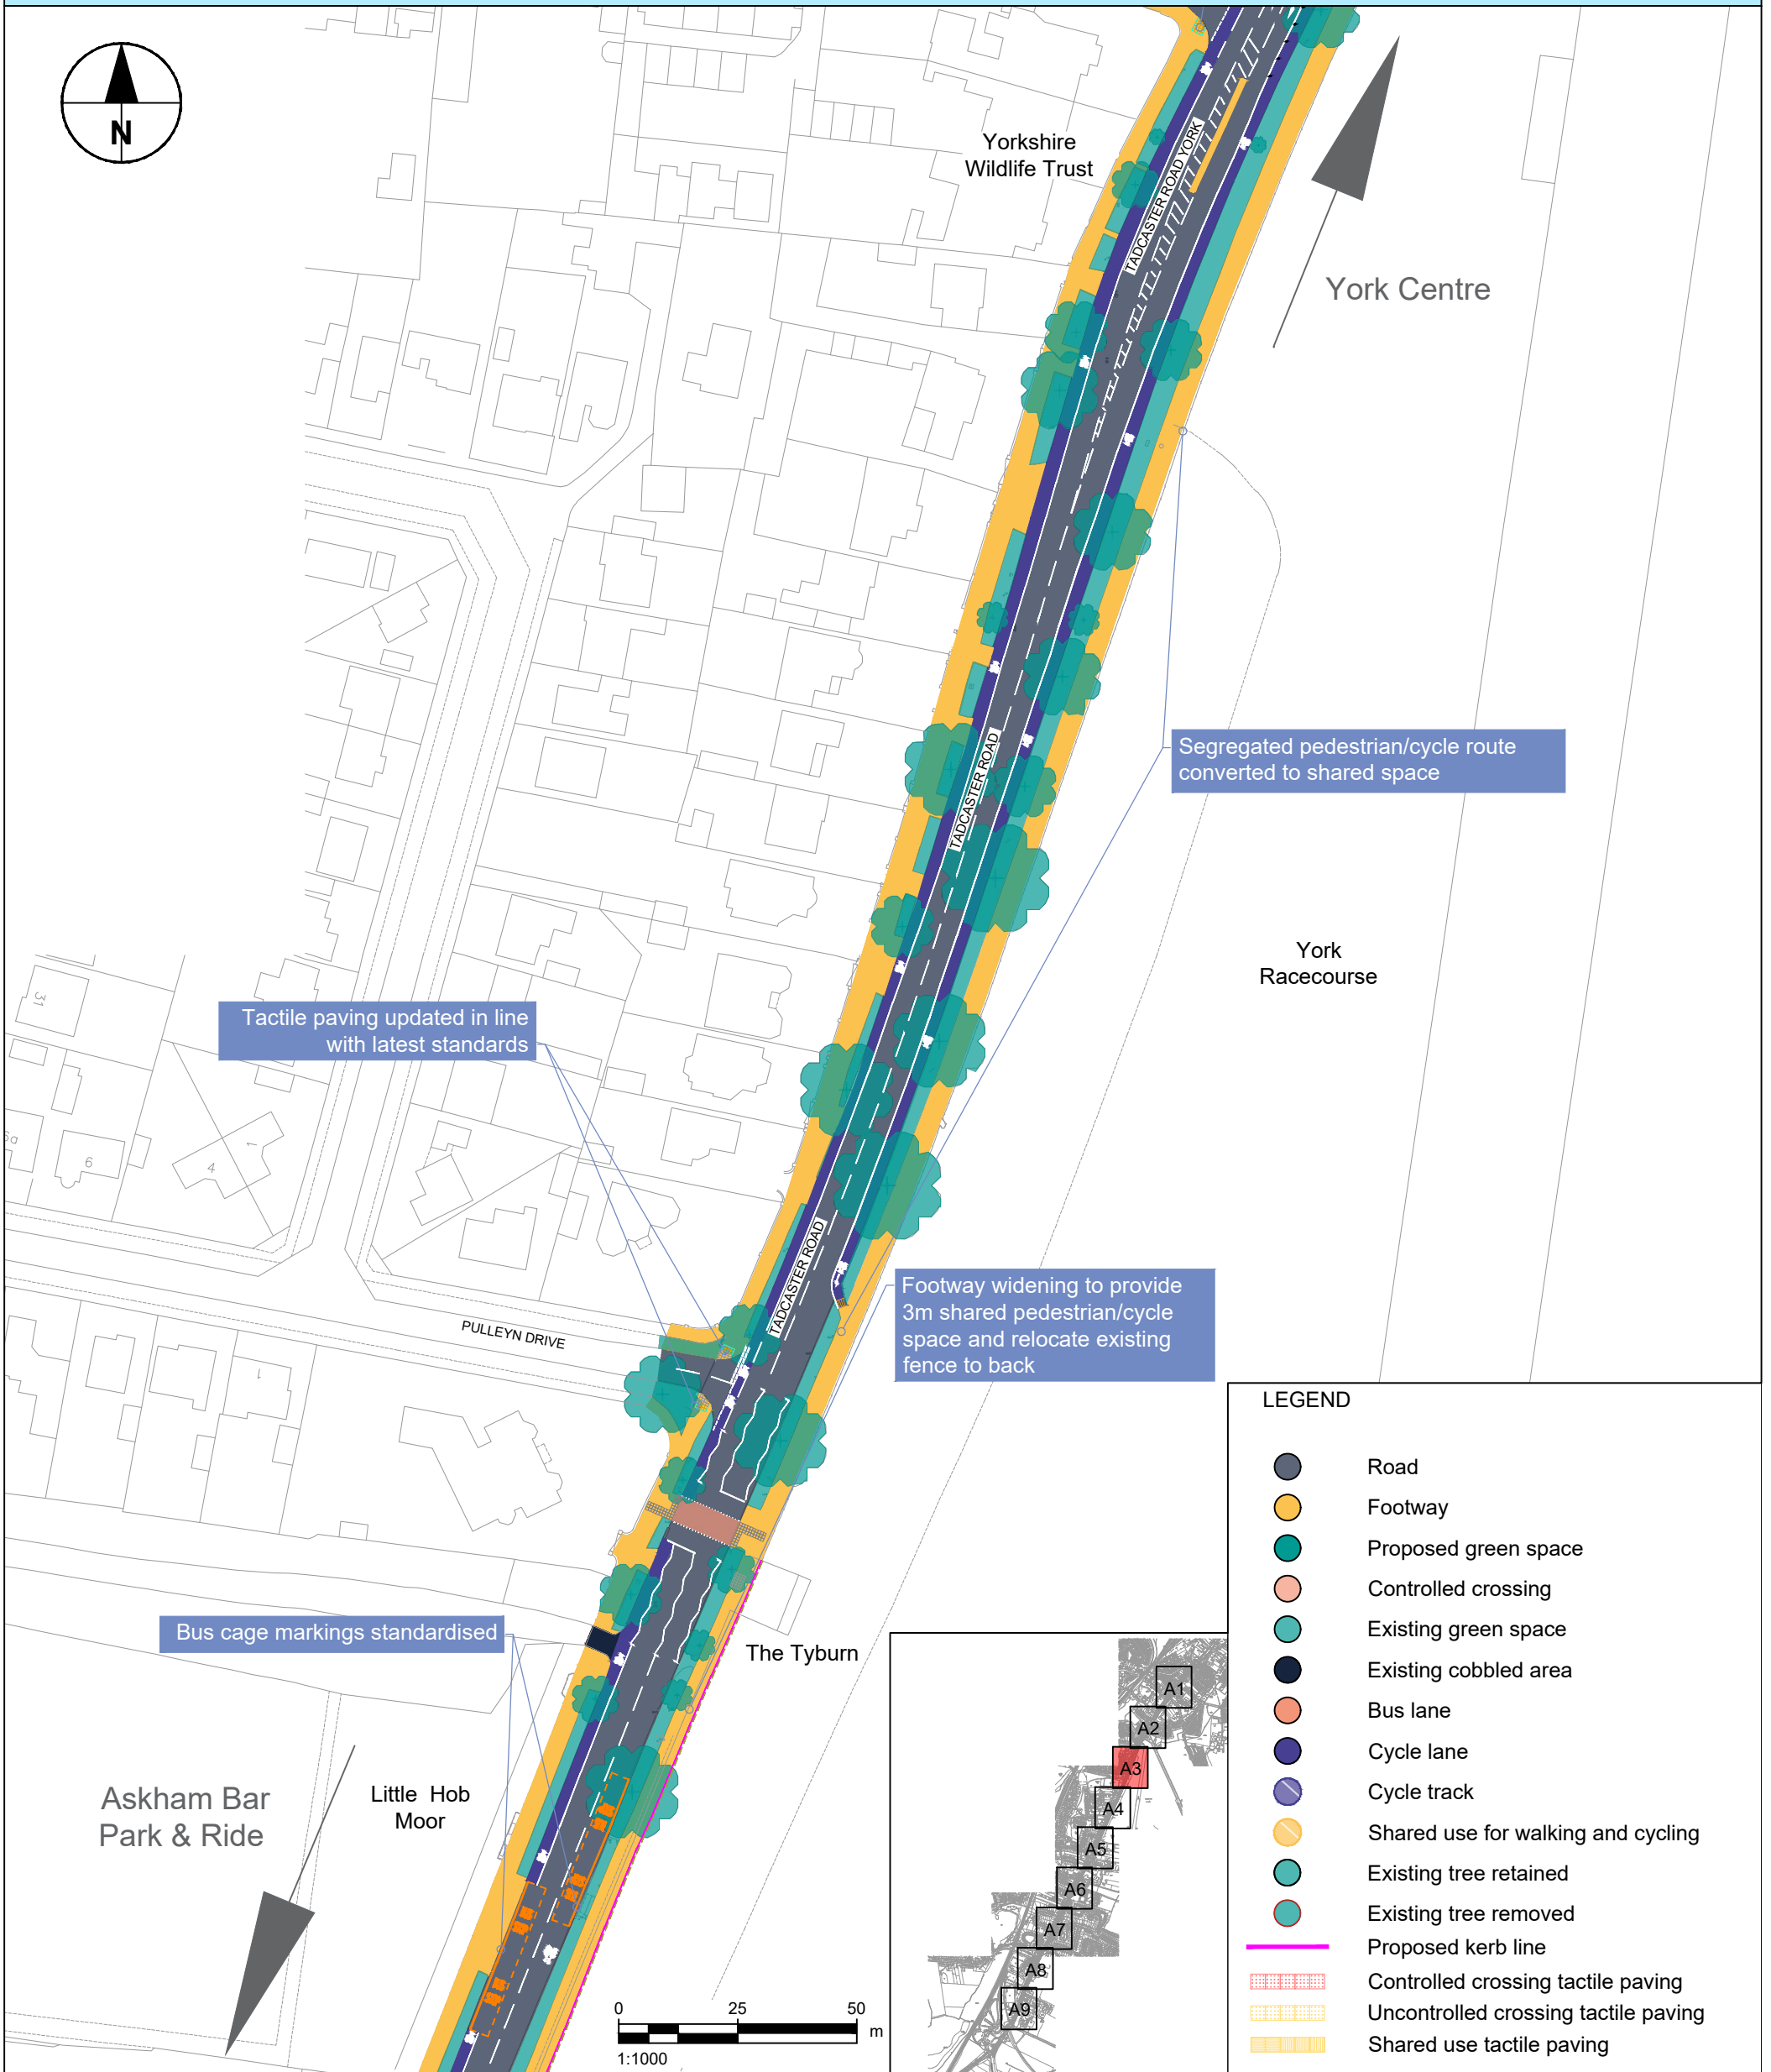 N
Yorkshire
Wildlife Trust
TADCASTER ROAD YORK
York Centre
Segregated pedestrian/cycle route
converted to shared space
TADCASTER ROAD
York
Racecourse
31
Tactile paving updated in line
with latest standards
6a
6
4
1
TADCASTER ROAD
Footway widening to provide
3m shared pedestrian/cycle
space and relocate existing
fence to back
PULLEYN DRIVE
1
Bus cage markings standardised
The Tyburn
Askham Bar
Park & Ride
Little Hob
Moor
0 25 50
m
1:1000
A1
A2
A3
A4
A5
A6
A7
A8
A9
LEGEND
Road
Footway
Proposed green space
Controlled crossing
Existing green space
Existing cobbled area
Bus lane
Cycle lane
Cycle track
Shared use for walking and cycling
Existing tree retained
Existing tree removed
Proposed kerb line
Controlled crossing tactile paving
Uncontrolled crossing tactile paving
Shared use tactile paving